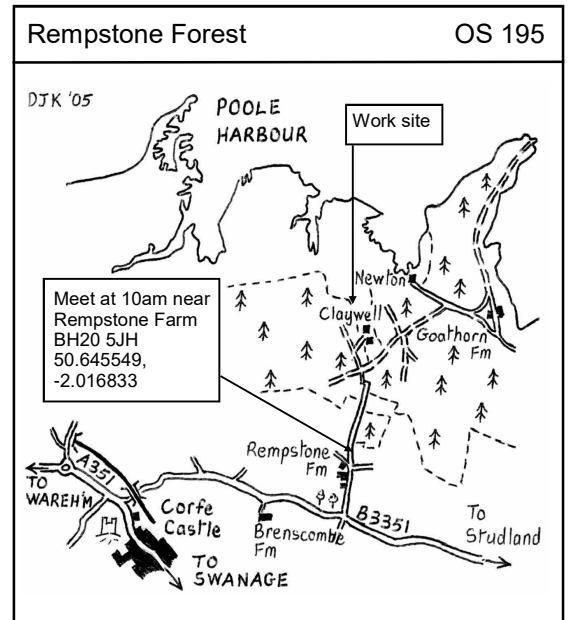 Rempstone Forest OS 195
DJK '05
POOLE
HARBOUR
Work site
Newton
Claywell
Goathorn
Fm
Meet at 10am near
Rempstone Farm
BH20 5JH
50.645549,
-2.016833
Rempstone
Fm
A351
TO
WAREH'M
Corfe
Castle
Brenscombe
Fm
B3351
To
Studland
TO
SWANAGE